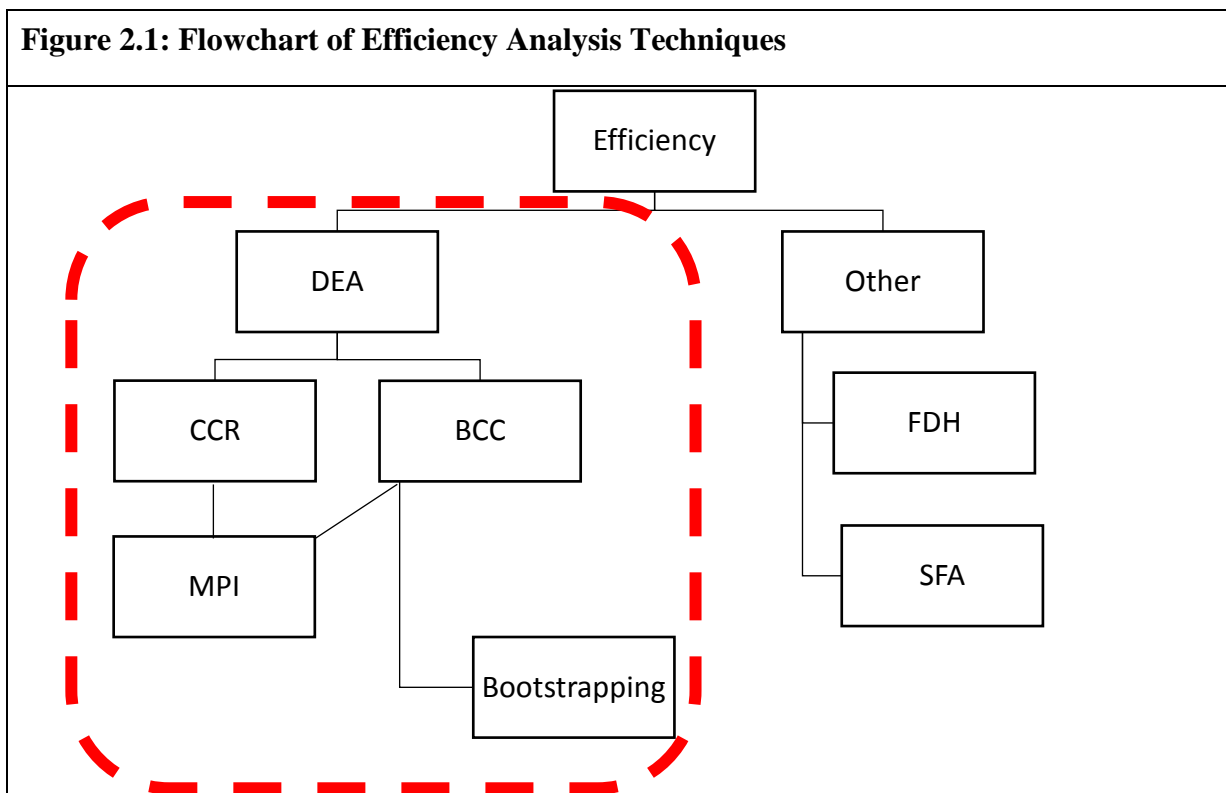 Figure 2.1: Flowchart of Efficiency Analysis Techniques
Efficiency
DEA
Other
CCR
BCC
FDH
MPI
SFA
Bootstrapping